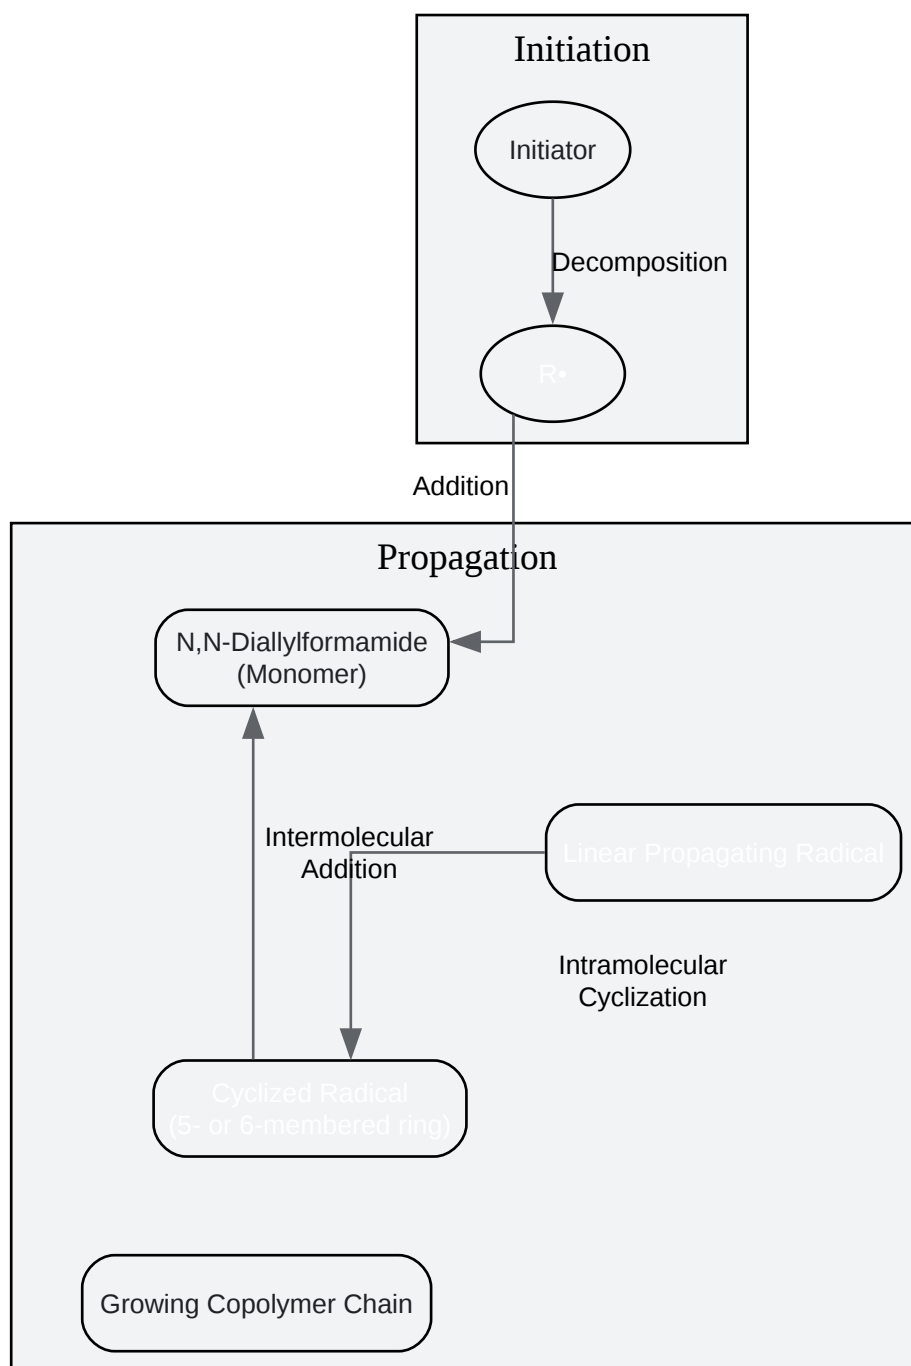 Initiation
Initiator
Decomposition
R•
Addition
Propagation
N,N-Diallylformamide
(Monomer)
Intermolecular
Addition
Linear Propagating Radical
Intramolecular
Cyclization
Cyclized Radical
(5- or 6-membered ring)
Growing Copolymer Chain